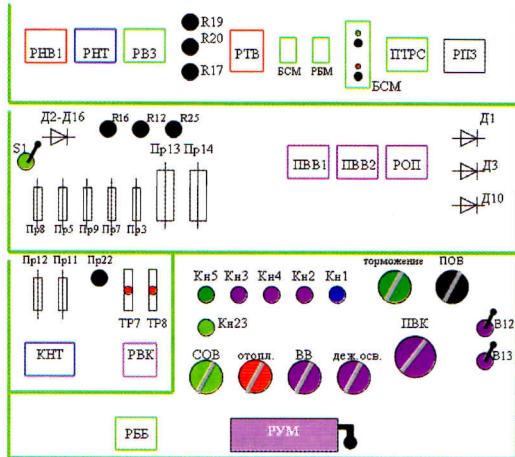 R19
R20
R17
РНВ1
РНТ
РВЗ
РТВ
БСМ
РБМ
БСМ
ПТРС
РПЗ
Д2-Д16
R16
R12
R25
S1
Пр13
Пр14
ПВВ1
ПВВ2
РОП
Д1
Д3
Д10
Пр8
Пр5
Пр9
Пр7
Пр3
Пр12
Пр11
Пр22
ТР7
ТР8
КНТ
РВК
Кн5
Кн3
Кн4
Кн2
Кн1
торможение
ПОВ
Кн23
ПВК
В12
В13
СОВ
отопл.
ВВ
деж.осв.
РББ
РУМ